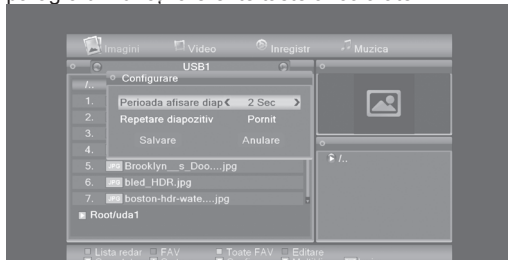 Imagini Video Inregistr Muzica
USB1
/..
Configurare
1.
Perioada afisare diap 2 Sec
2.
Repetare diapozitiv Pornit
3.
Salvare Anulare
4.
/..
5. JPG Brooklyn__s_Doo....jpg
6. JPG bled_HDR.jpg
7. JPG boston-hdr-wate....jpg
Root/uda1
Lista redar FAV Toate FAV Editare